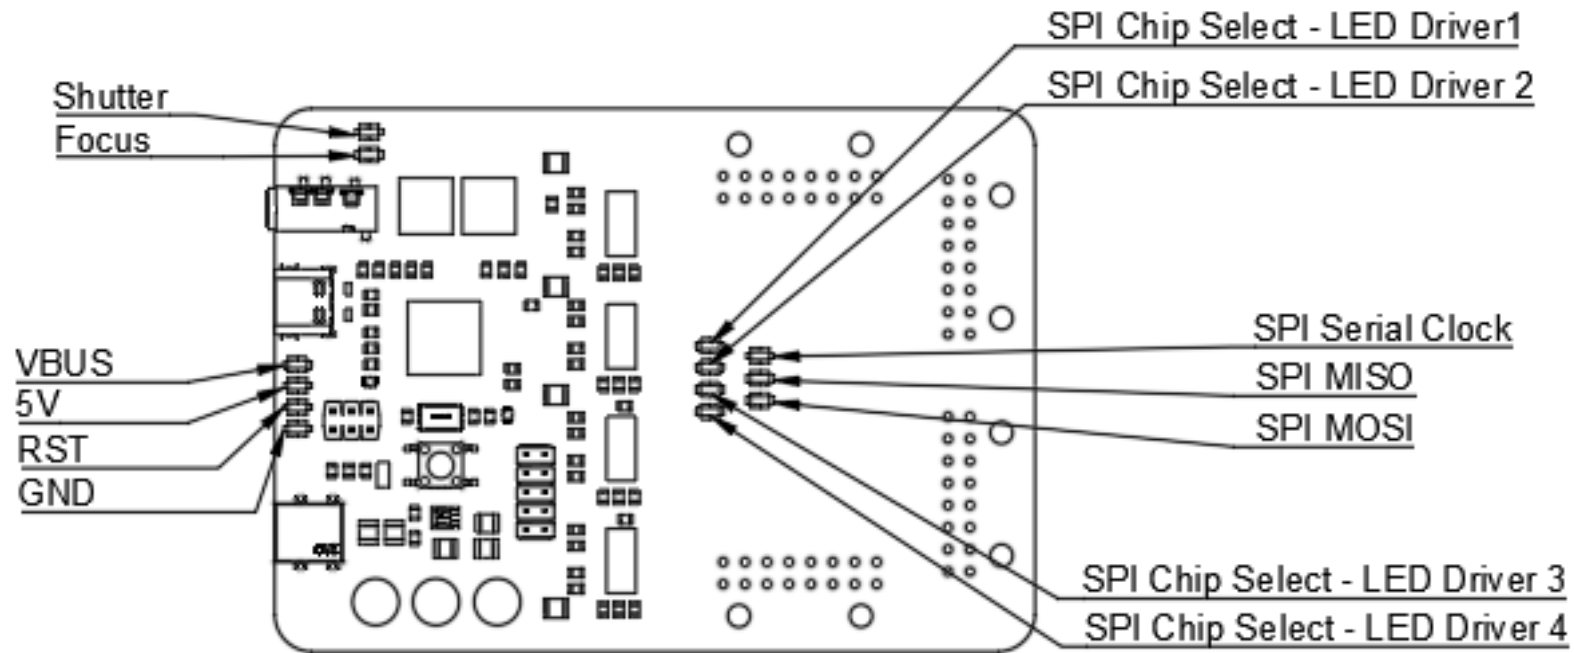 SPI Chip Select - LED Driver1
SPI Chip Select - LED Driver 2
Shutter
Focus
SPI Serial Clock
VBUS
SPI MISO
5V
SPI MOSI
RST
GND
SPI Chip Select - LED Driver 3
SPI Chip Select - LED Driver 4